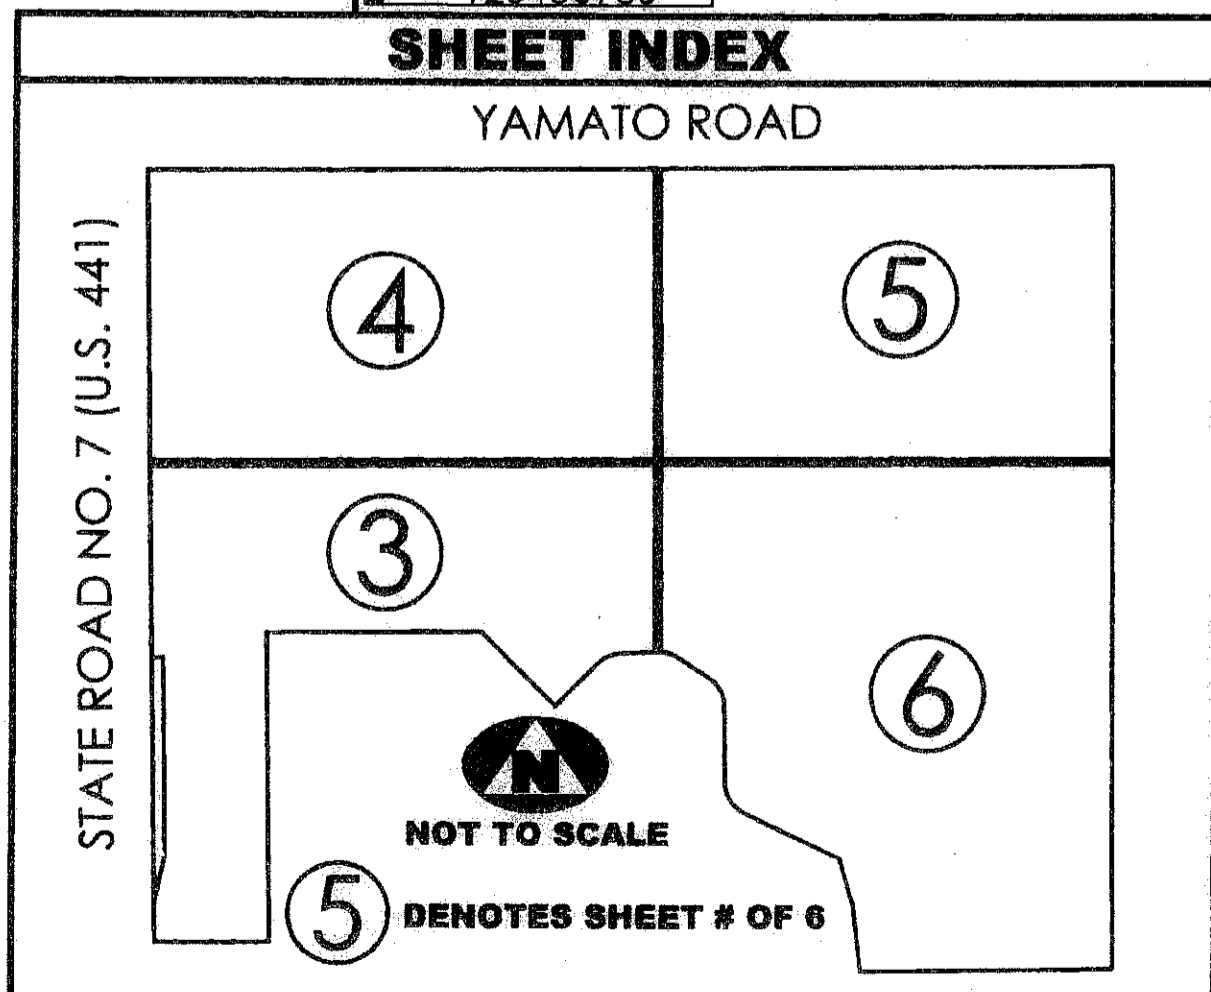 SHEET INDEX
YAMATO ROAD
STATE ROAD NO. 7 (U.S. 441)
4
5
3
6
N
NOT TO SCALE
5 DENOTES SHEET # OF 6